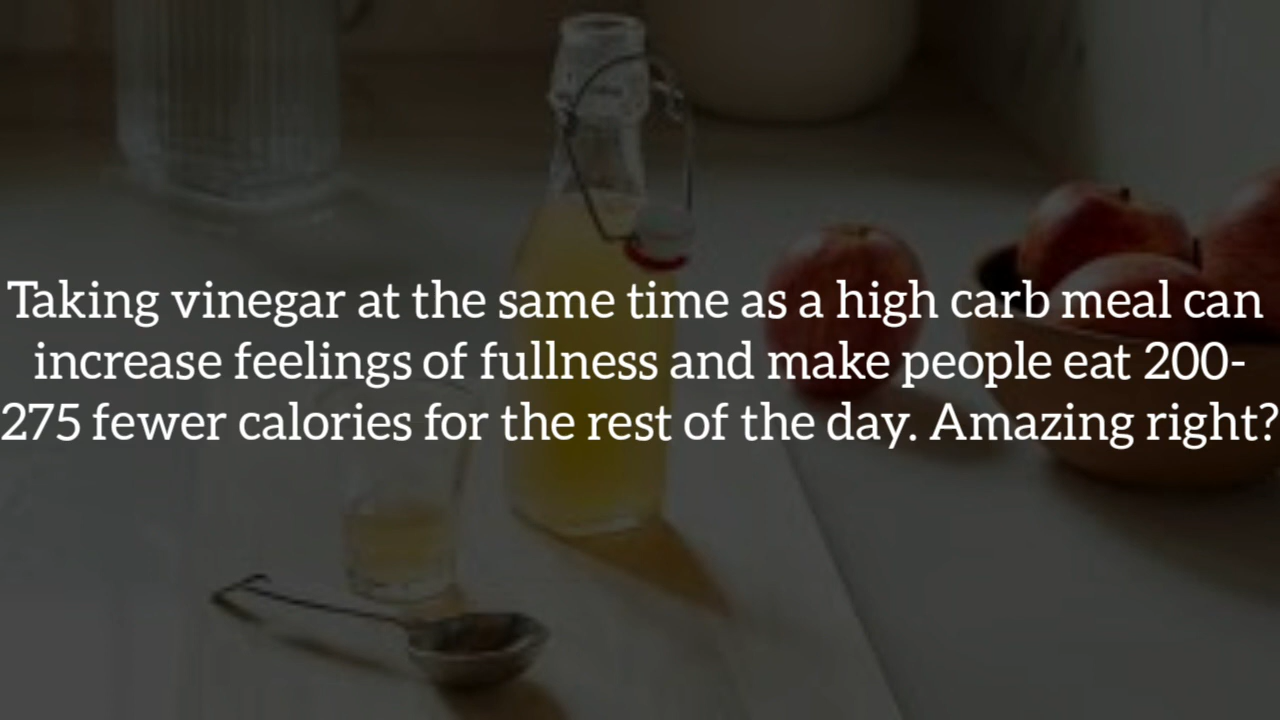 Taking vinegar at the same time as a high carb meal can
increase feelings of fullness and make people eat 200-
275 fewer calories for the rest of the day. Amazing right?